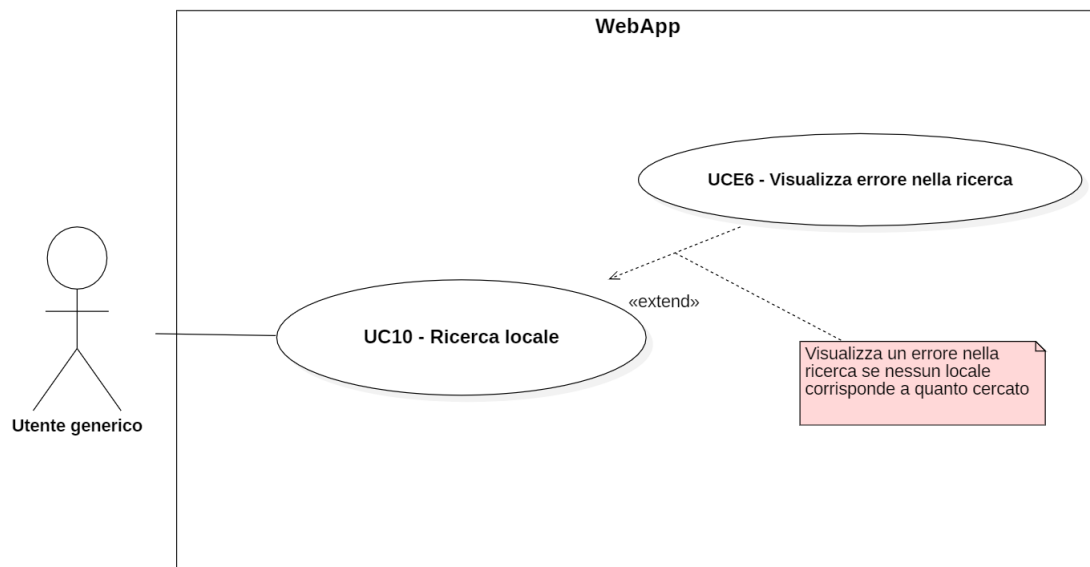 WebApp
UCE6 - Visualizza errore nella ricerca
«extend»
UC10 - Ricerca locale
Visualizza un errore nella
ricerca se nessun locale
corrisponde a quanto cercato
Utente generico